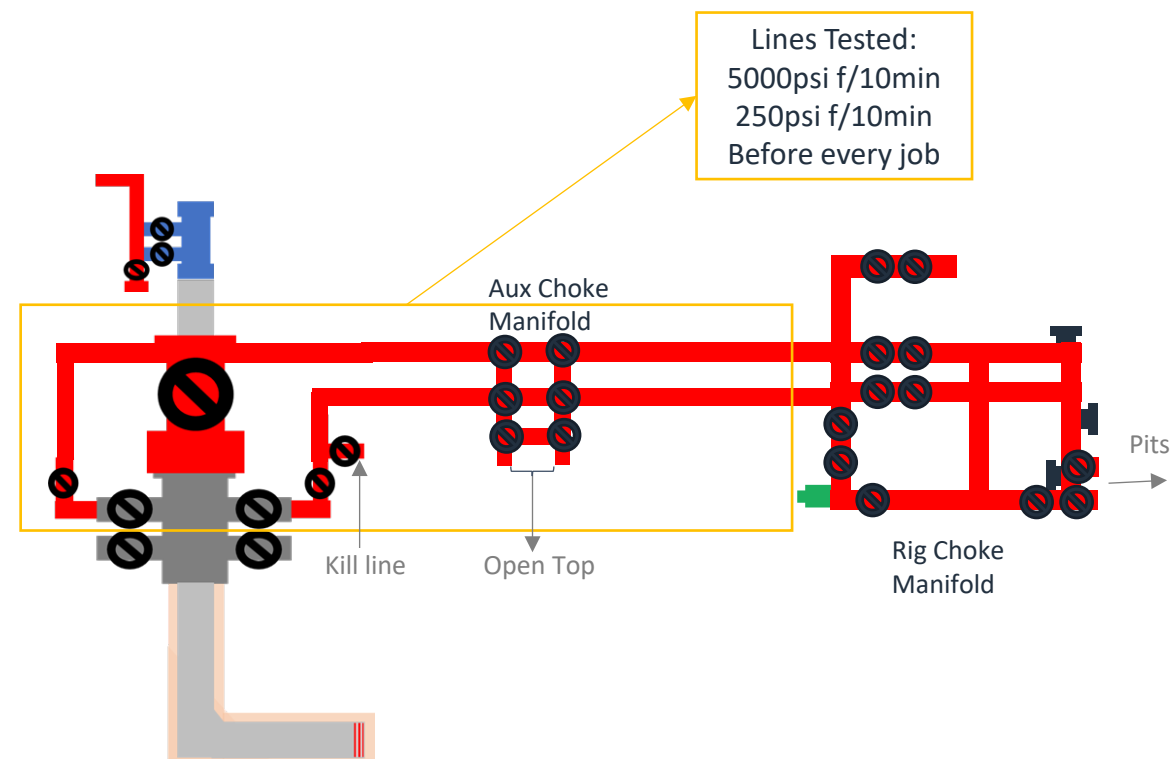 Lines Tested:
5000psi f/10min
250psi f/10min
Before every job
Aux Choke
Manifold
Pits
Kill line
Open Top
Rig Choke
Manifold